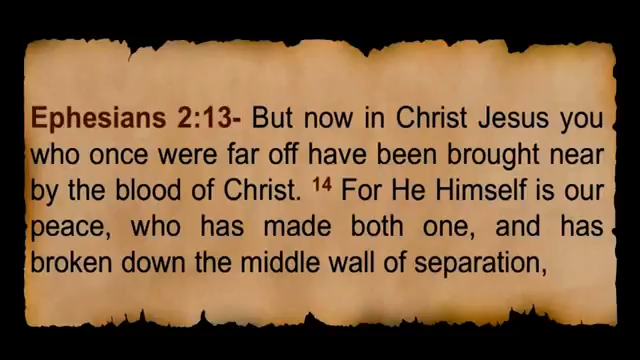 Ephesians 2:13- But now in Christ Jesus you
who once were far off have been brought near
by the blood of Christ. 14 For He Himself is our
peace, who has made both one, and has
broken down the middle wall of separation,